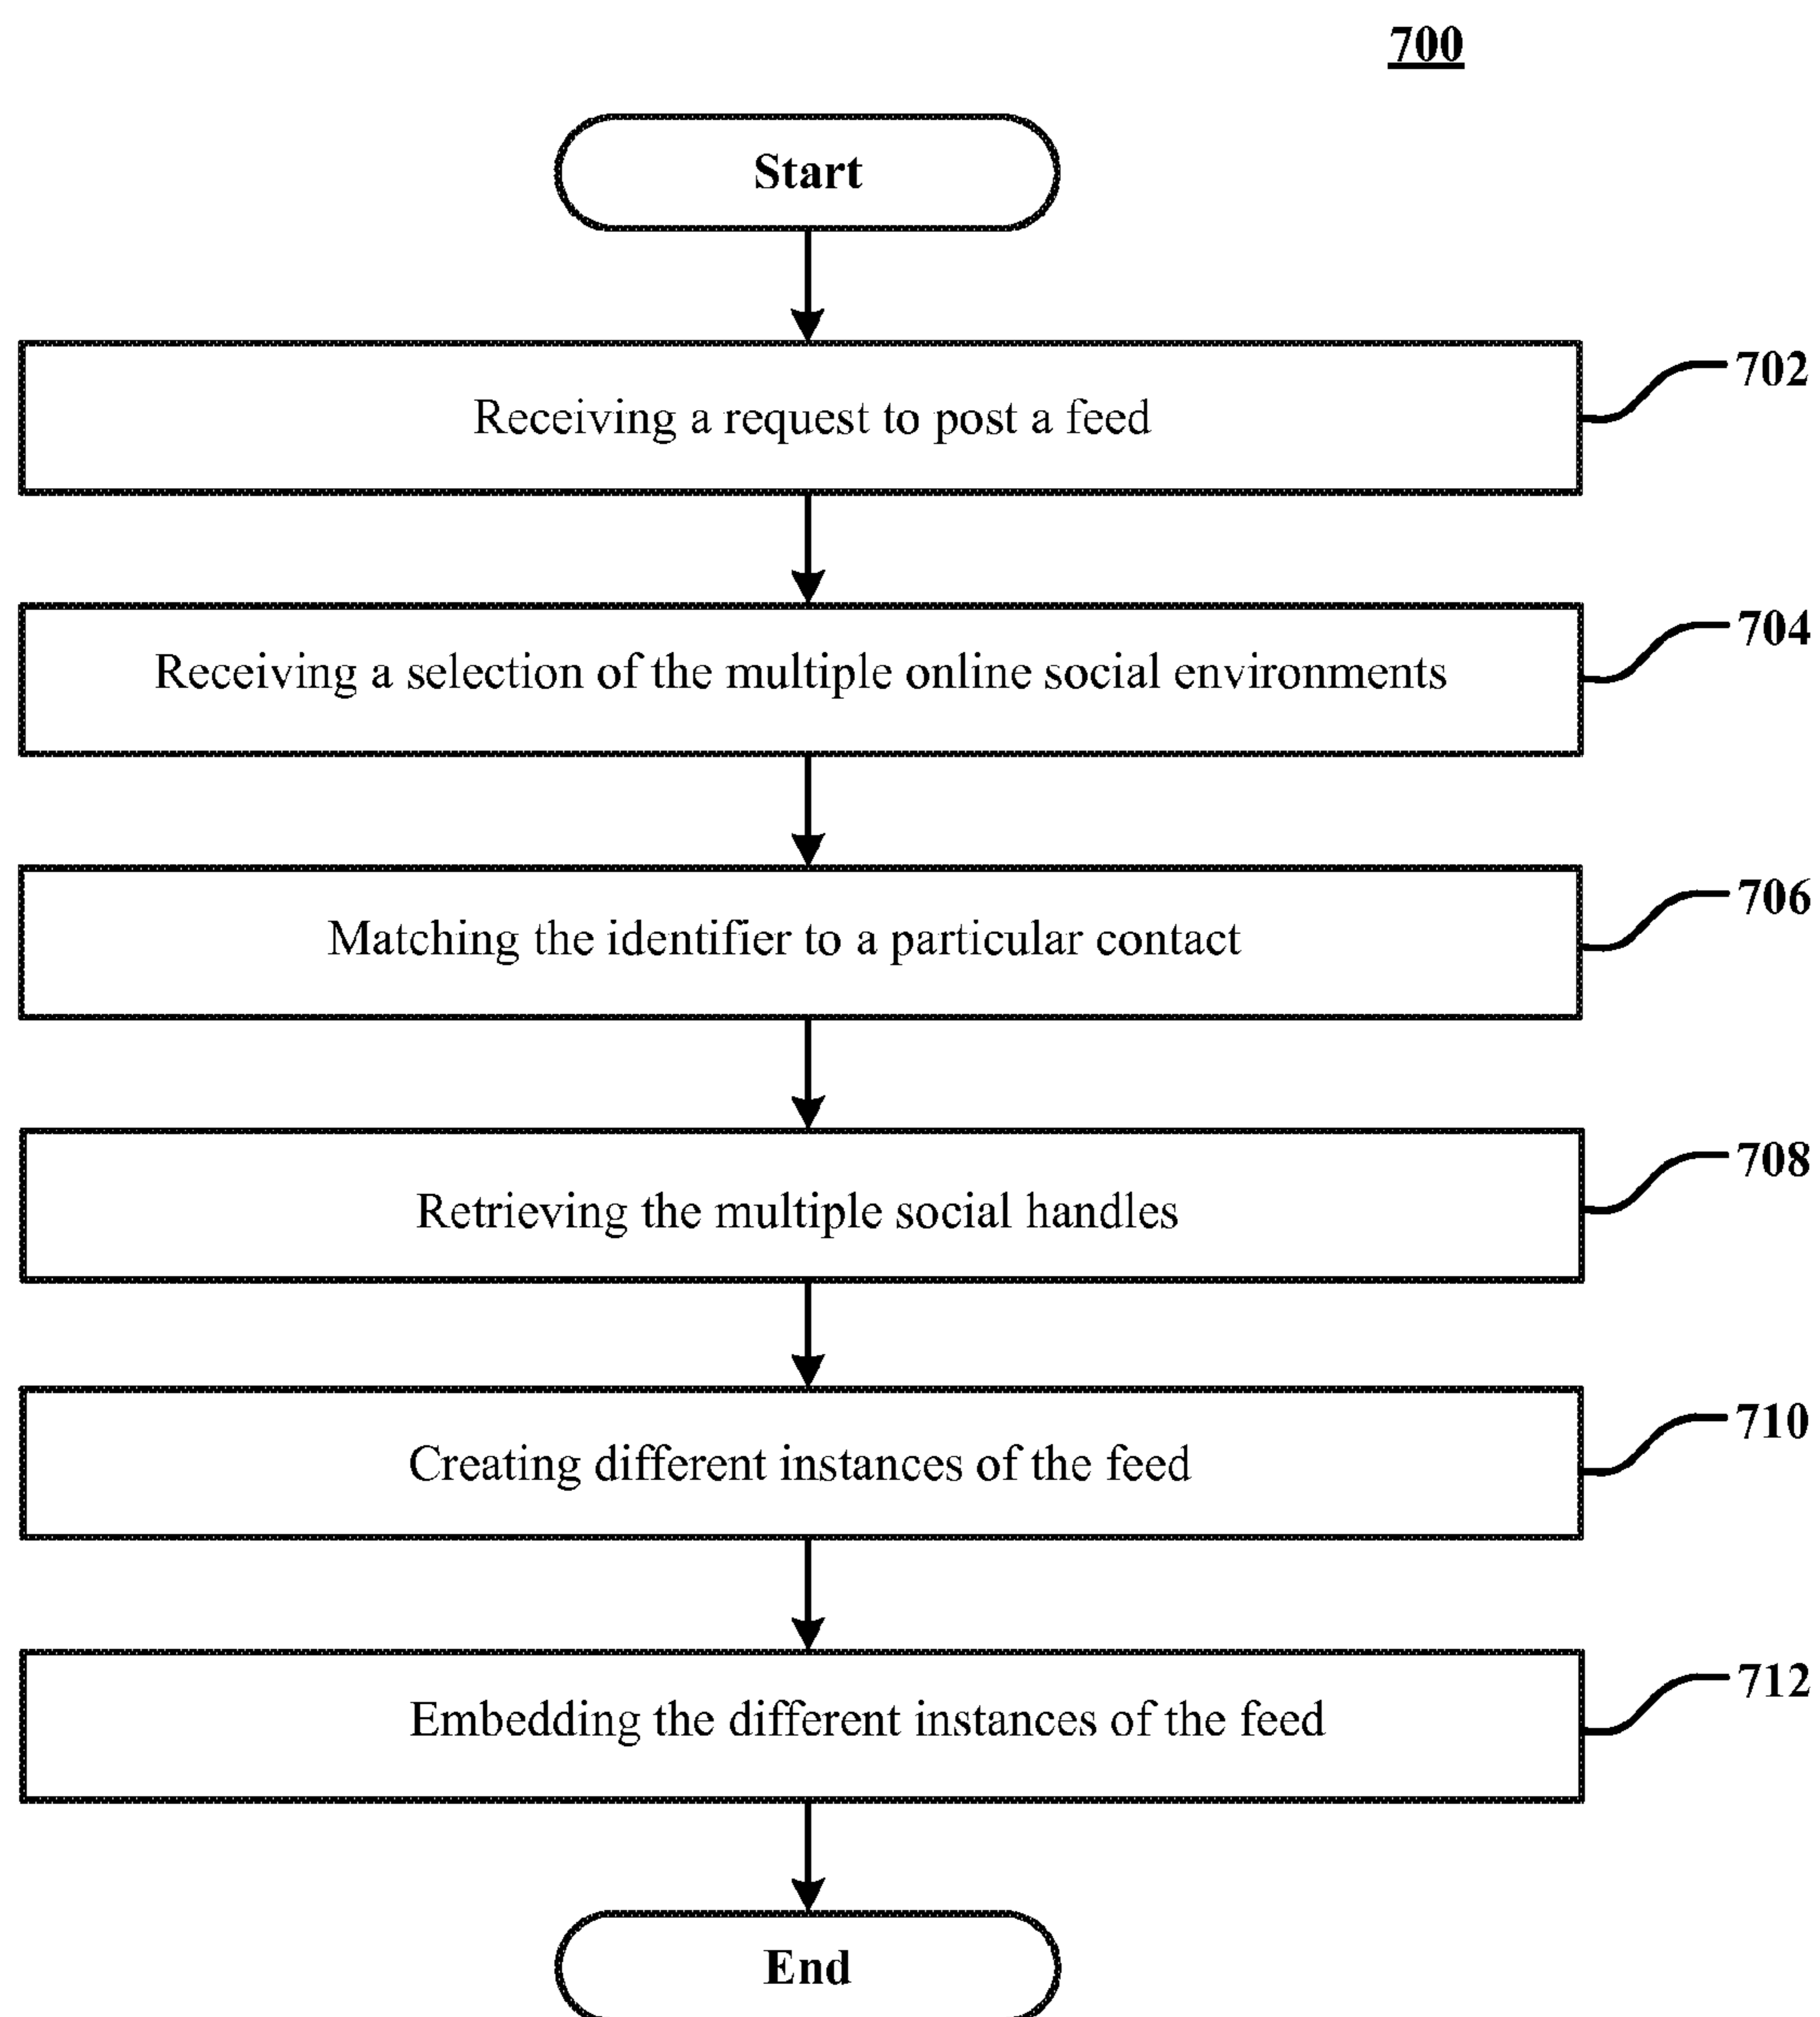 700
Start
Receiving a request to post a feed
702
Receiving a selection of the multiple online social environments
704
Matching the identifier to a particular contact
706
Retrieving the multiple social handles
708
Creating different instances of the feed
710
Embedding the different instances of the feed
712
End